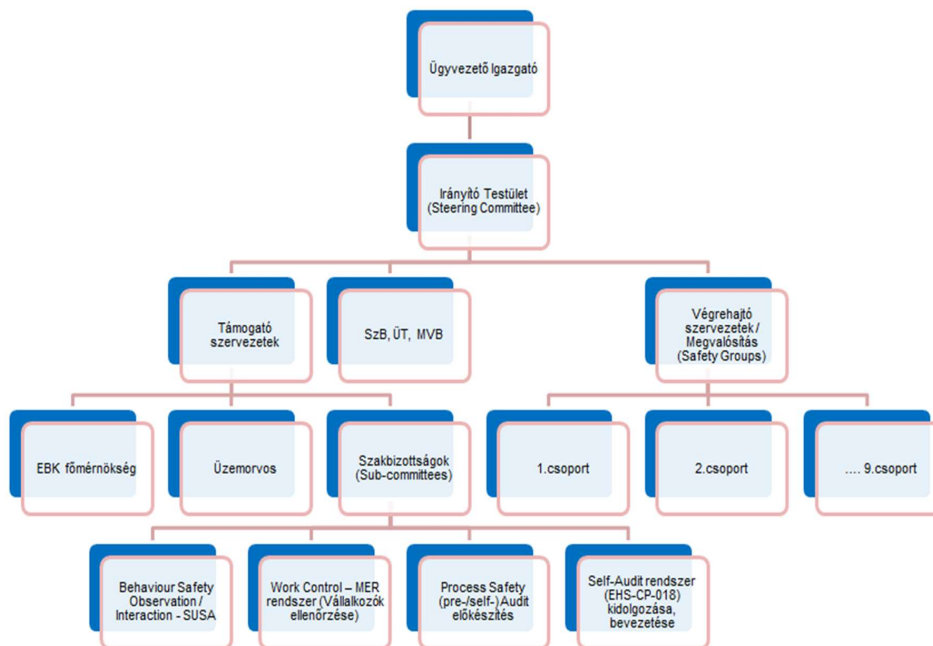 Ügyvezető Igazgató
Irányító Testület
(Steering Committee)
Támogató
szervezetek
SzB, ÜT, MVB
Végrehajtó
szervezetek /
Megvalósítás
(Safety Groups)
EBK főmérnökség
Üzemorvos
Szakbizottságok
(Sub-committees)
1.csoport
2.csoport
.... 9.csoport
Behaviour Safety
Observation /
Interaction - SUSA
Work Control – MER
rendszer (Vállalkozók
ellenőrzése)
Process Safety
(pre-/self-)Audit
előkészítés
Self-Audit rendszer
(EHS-CP-018)
kidolgozása,
bevezetése